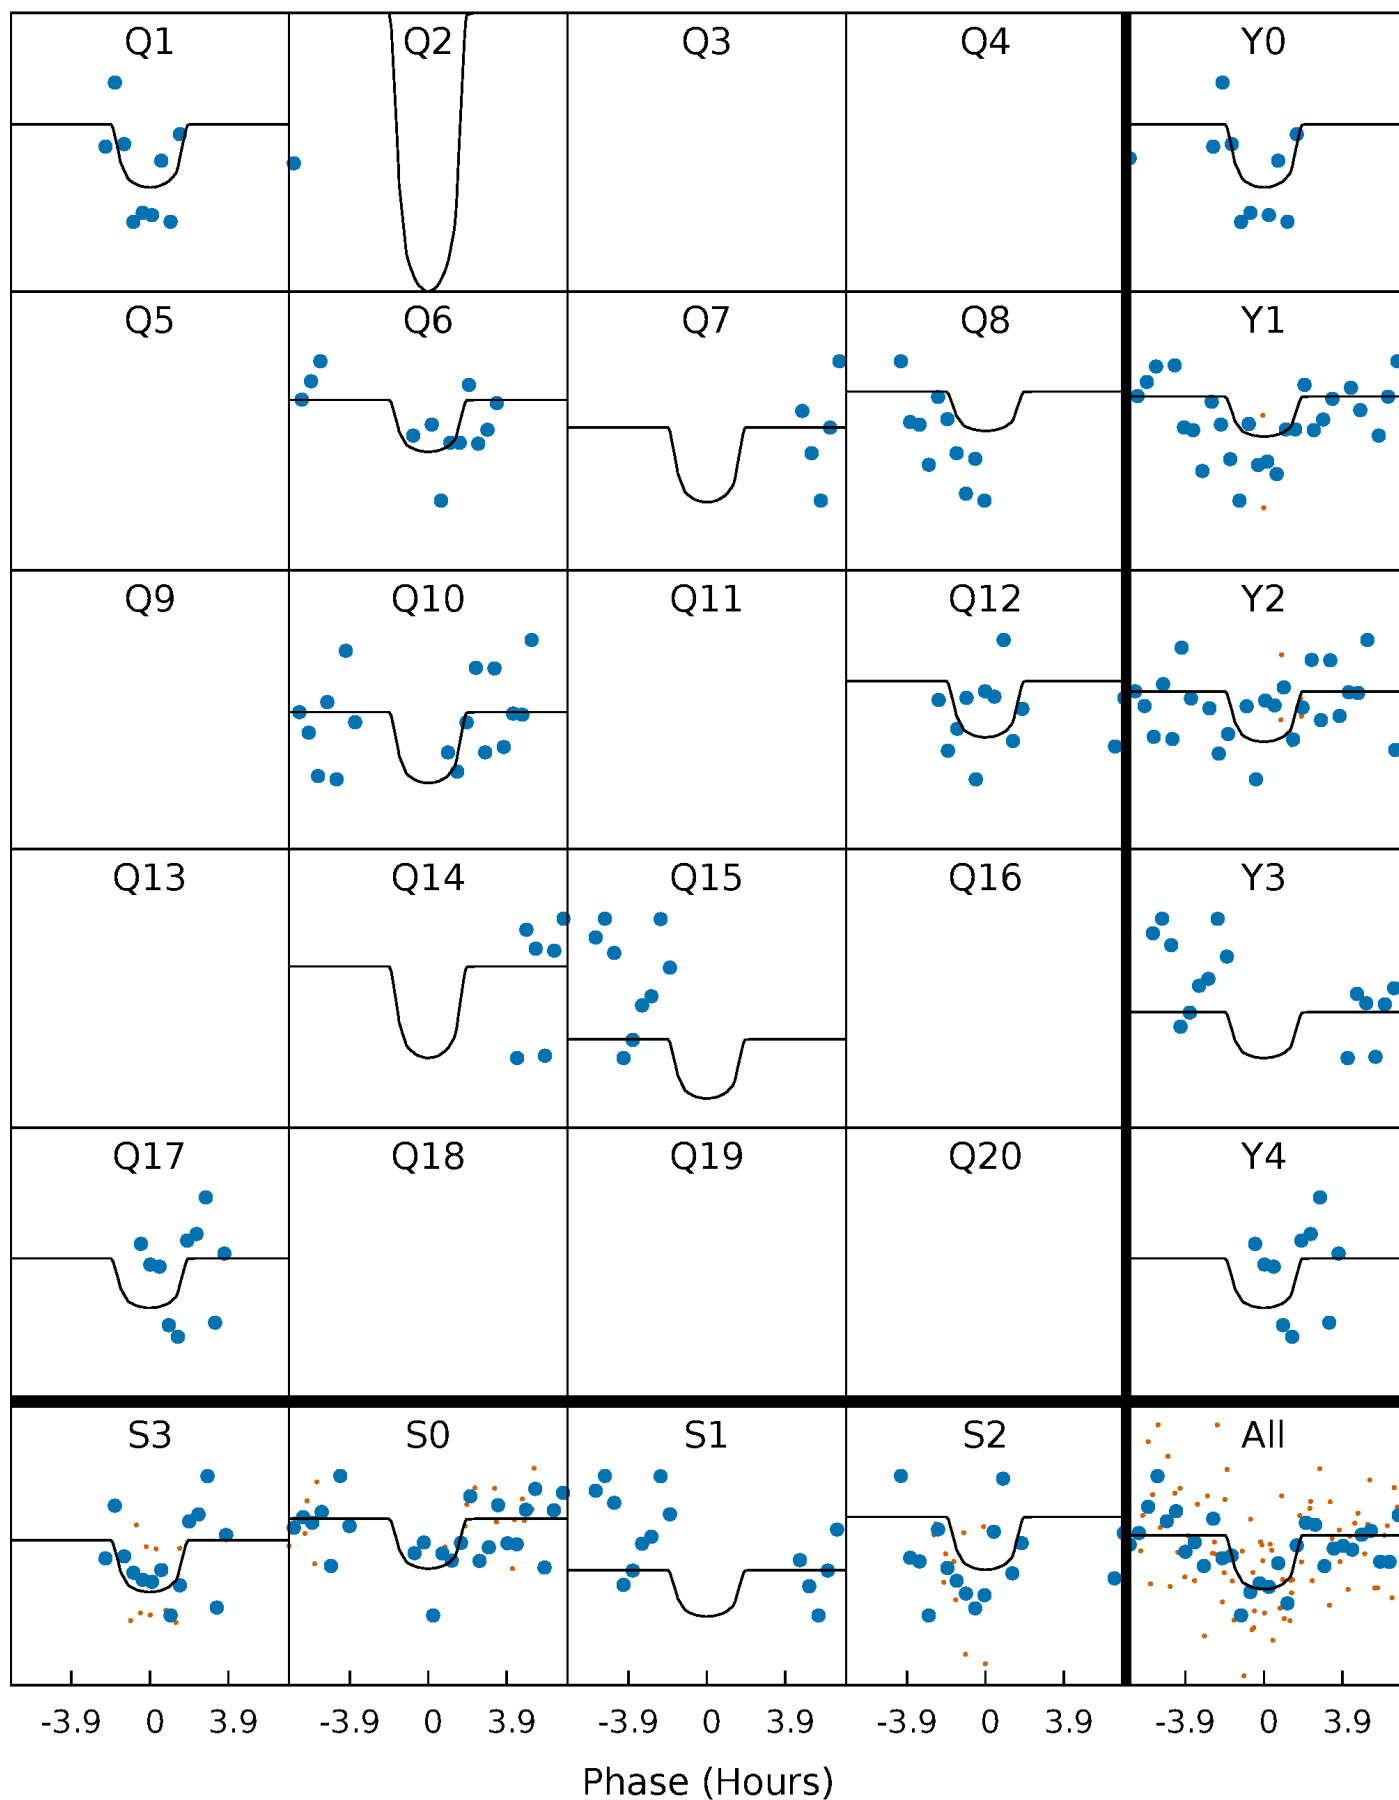 Q1 Q2 Q3 Q4 Y0
Q5 Q6 Q7 Q8 Y1
Q9 Q10 Q11 Q12 Y2
Q13 Q14 Q15 Q16 Y3
Q17 Q18 Q19 Q20 Y4
S3 S0 S1 S2 All
-3.9 0 3.9 -3.9 0 3.9 -3.9 0 3.9 -3.9 0 3.9 -3.9 0 3.9
Phase (Hours)